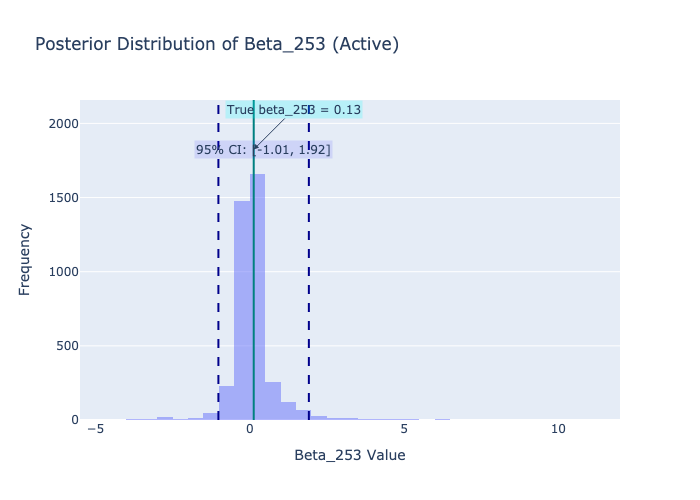 Posterior Distribution of Beta_253 (Active)
True beta_253 = 0.13
95% CI: [-1.01, 1.92]
2000
1500
1000
500
0
Frequency
−5
0
5
10
Beta_253 Value